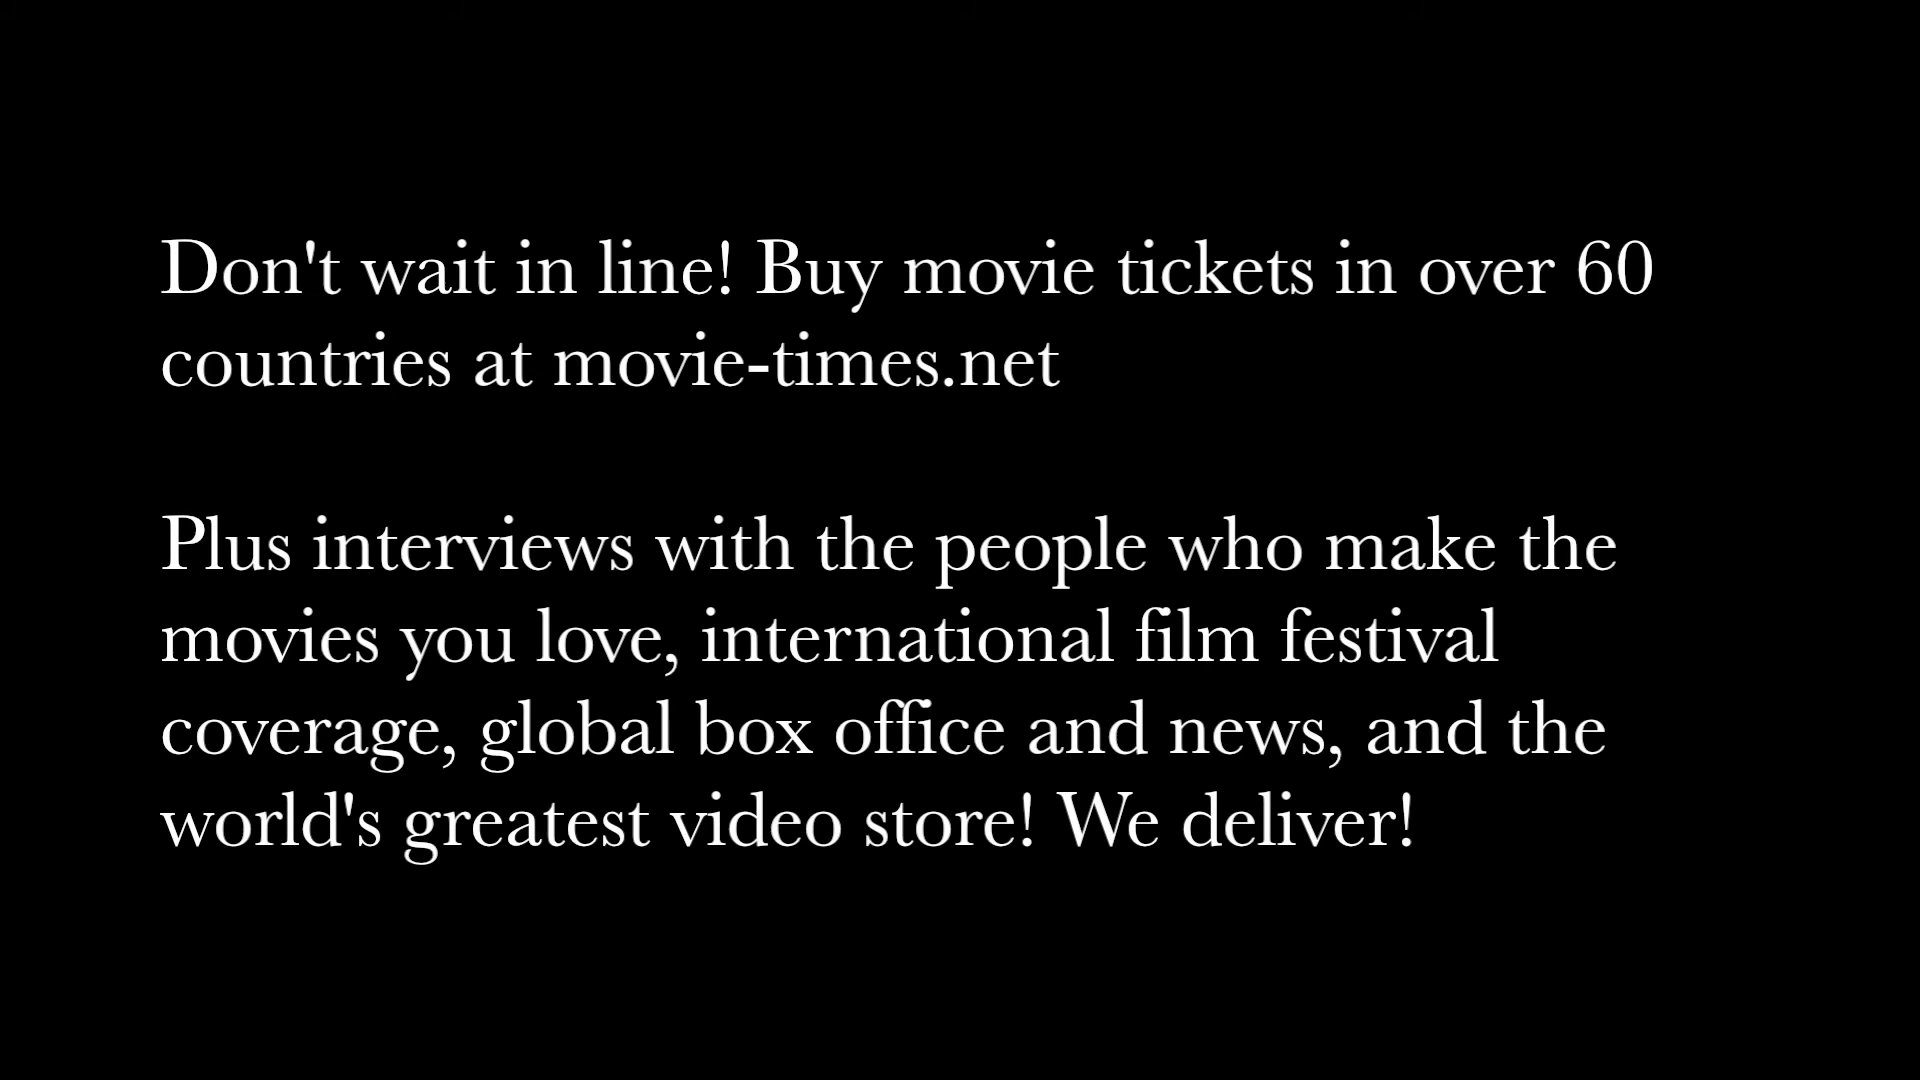 Don't wait in line! Buy movie tickets in over 60
countries at movie-times.net
Plus interviews with the people who make the
movies you love, international film festival
coverage, global box office and news, and the
world's greatest video store! We deliver!